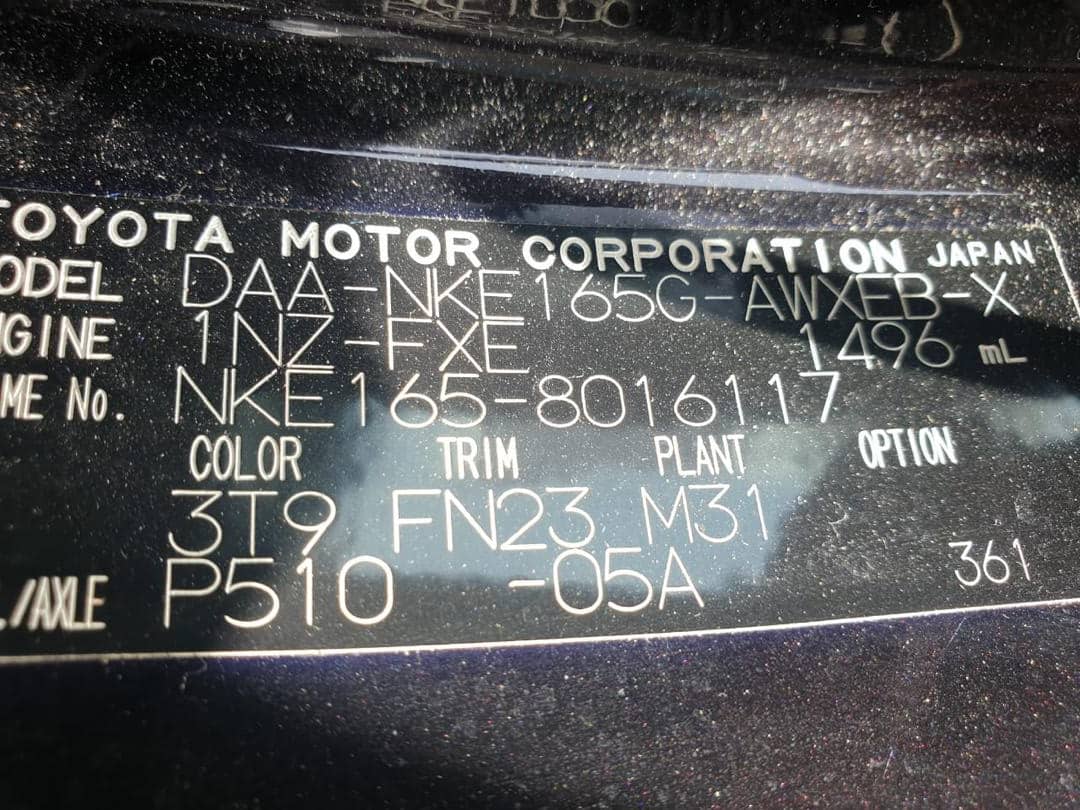 TOYOTA MOTOR CORPORATION JAPAN
ODEL DAA-NKE165G-AWXEB-X
GINE 1NZ-FXE 1496 mL
ME No. NKE165-8016117
COLOR TRIM PLANT OPTION
3T9 FN23 M31
./AXLE P510 -05A 361